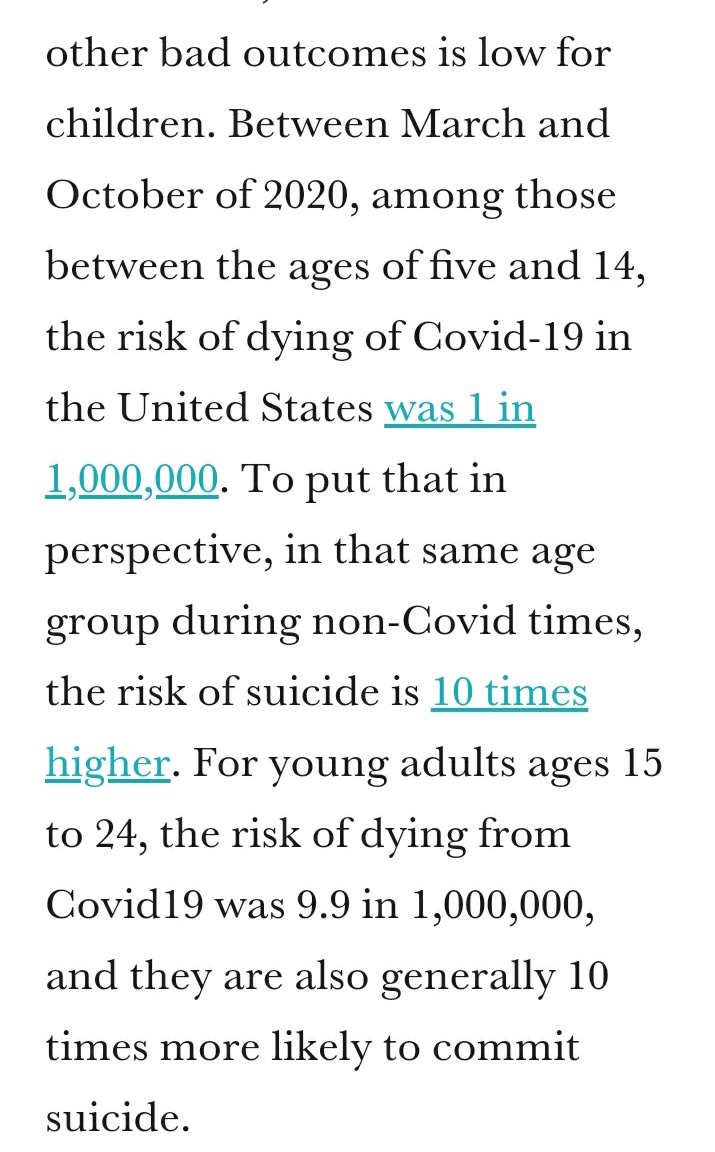 other bad outcomes is low for
children. Between March and
October of 2020, among those
between the ages of five and 14,
the risk of dying of Covid-19 in
the United States was 1 in
1,000,000. To put that in
perspective, in that same age
group during non-Covid times,
the risk of suicide is 10 times
higher. For young adults ages 15
to 24, the risk of dying from
Covid19 was 9.9 in 1,000,000,
and they are also generally 10
times more likely to commit
suicide.